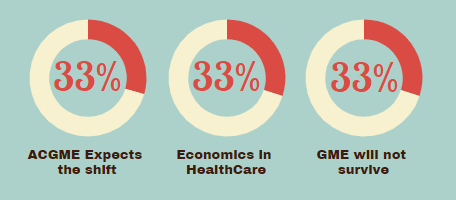 33% 33% 33%
ACGME Expects
the shift
Economics in
HealthCare
GME will not
survive